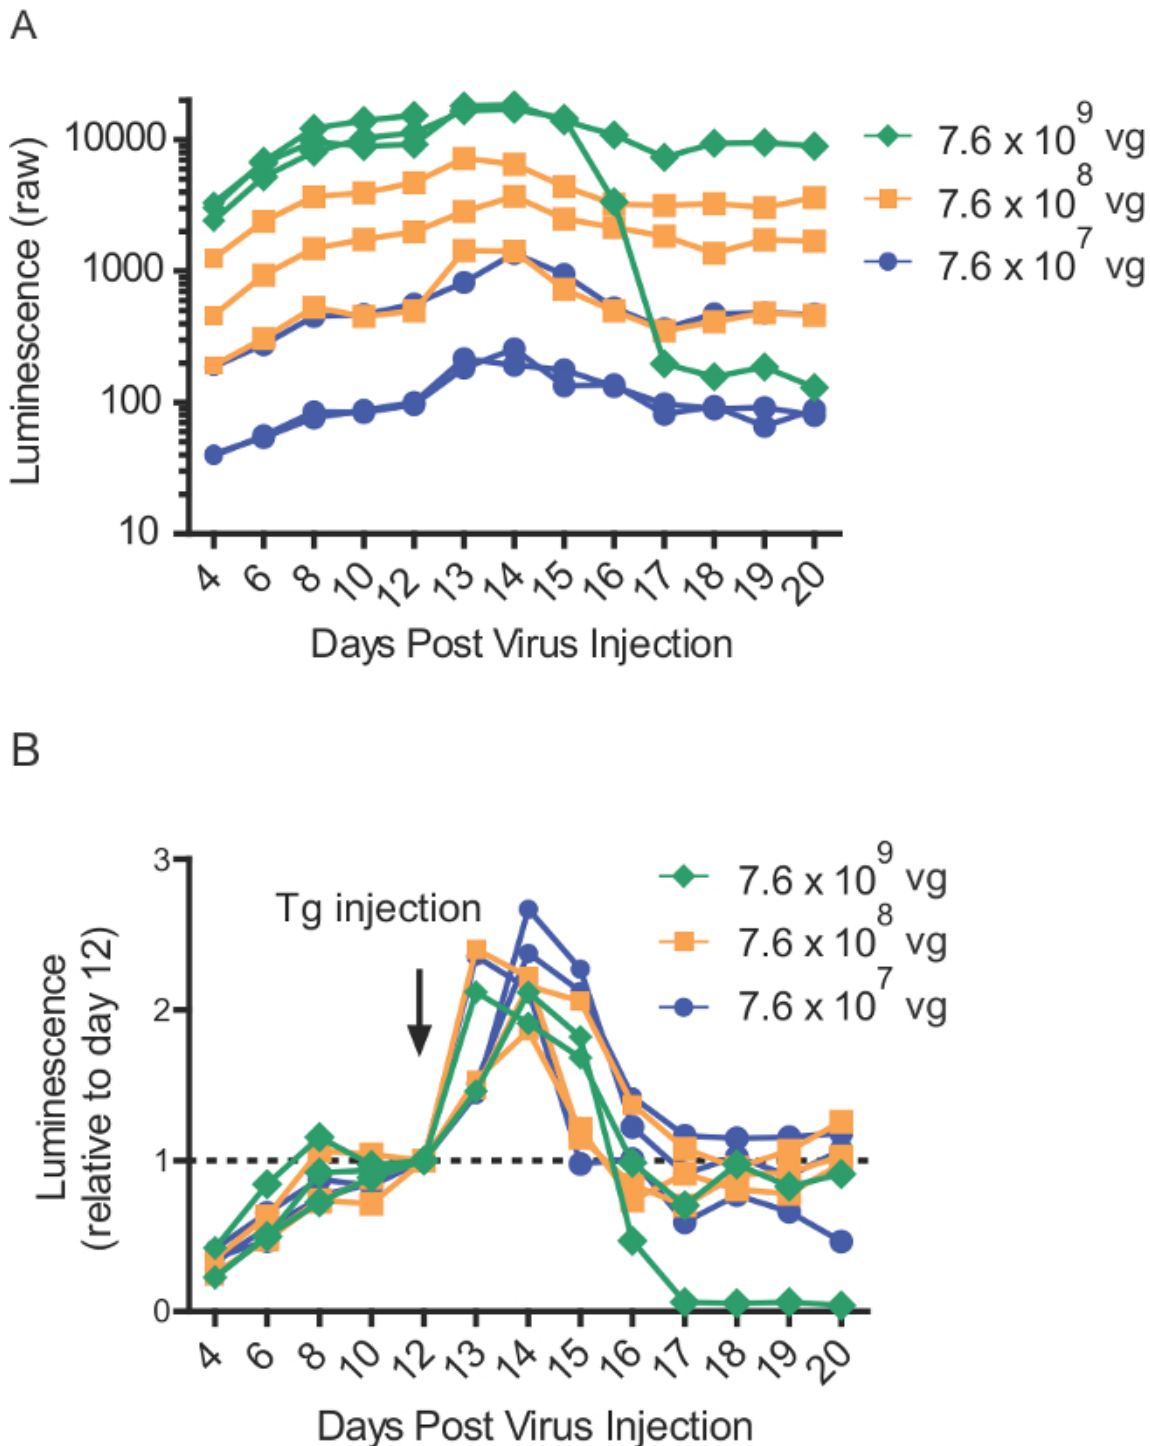 A
Luminescence (raw)
10000
1000
100
10
4 6 8 10 12 13 14 15 16 17 18 19 20
Days Post Virus Injection
7.6 x 10⁹ vg
7.6 x 10⁸ vg
7.6 x 10⁷ vg
B
Luminescence
(relative to day 12)
3
2
1
0
Tg injection
7.6 x 10⁹ vg
7.6 x 10⁸ vg
7.6 x 10⁷ vg
4 6 8 10 12 13 14 15 16 17 18 19 20
Days Post Virus Injection